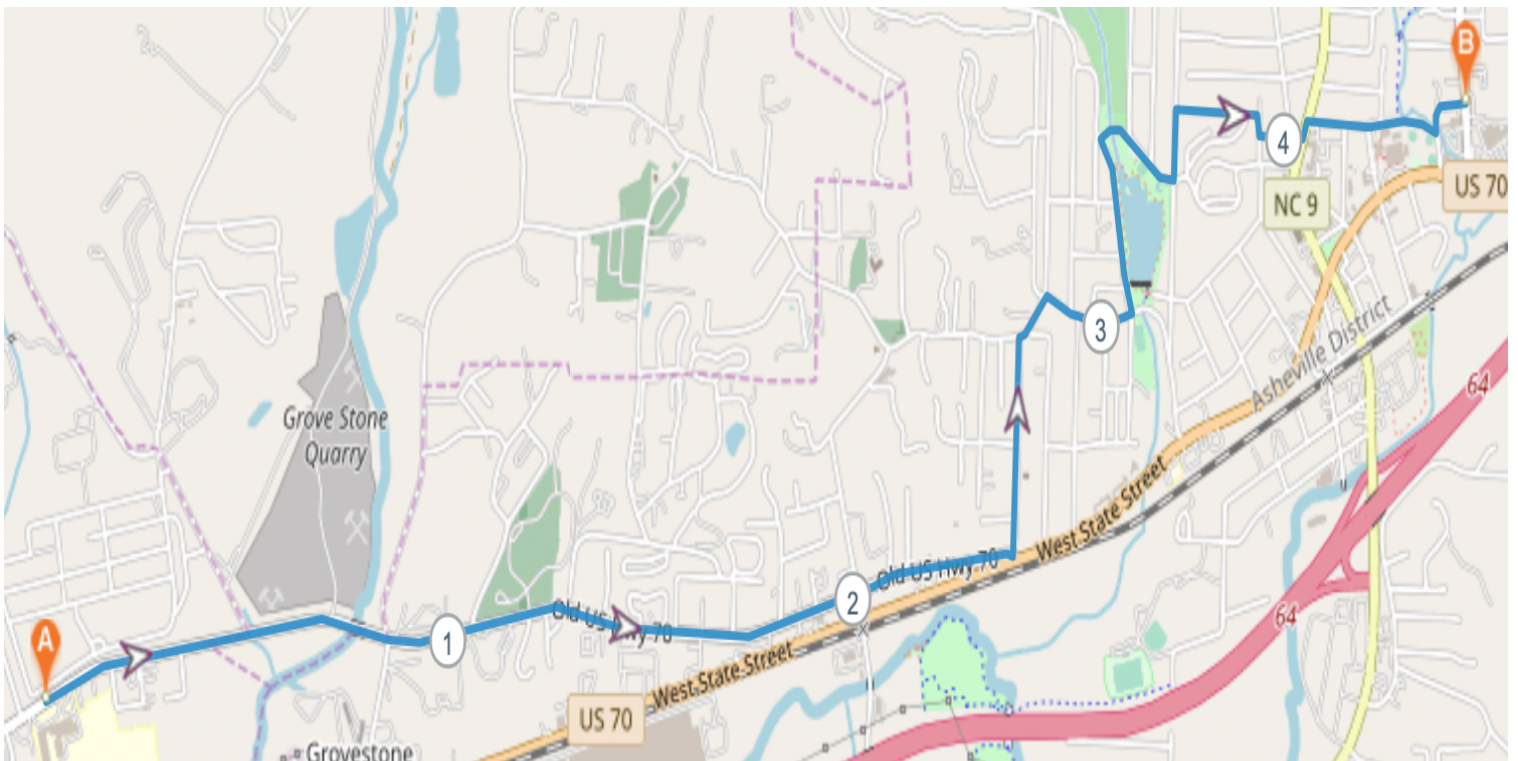 B
4
US 70
NC 9
3
Asheville District
64
Grove Stone
Quarry
West State Street
Old US Hwy 70
2
Old US Hwy 70
64
A
1
West State Street
US 70
Grovestone